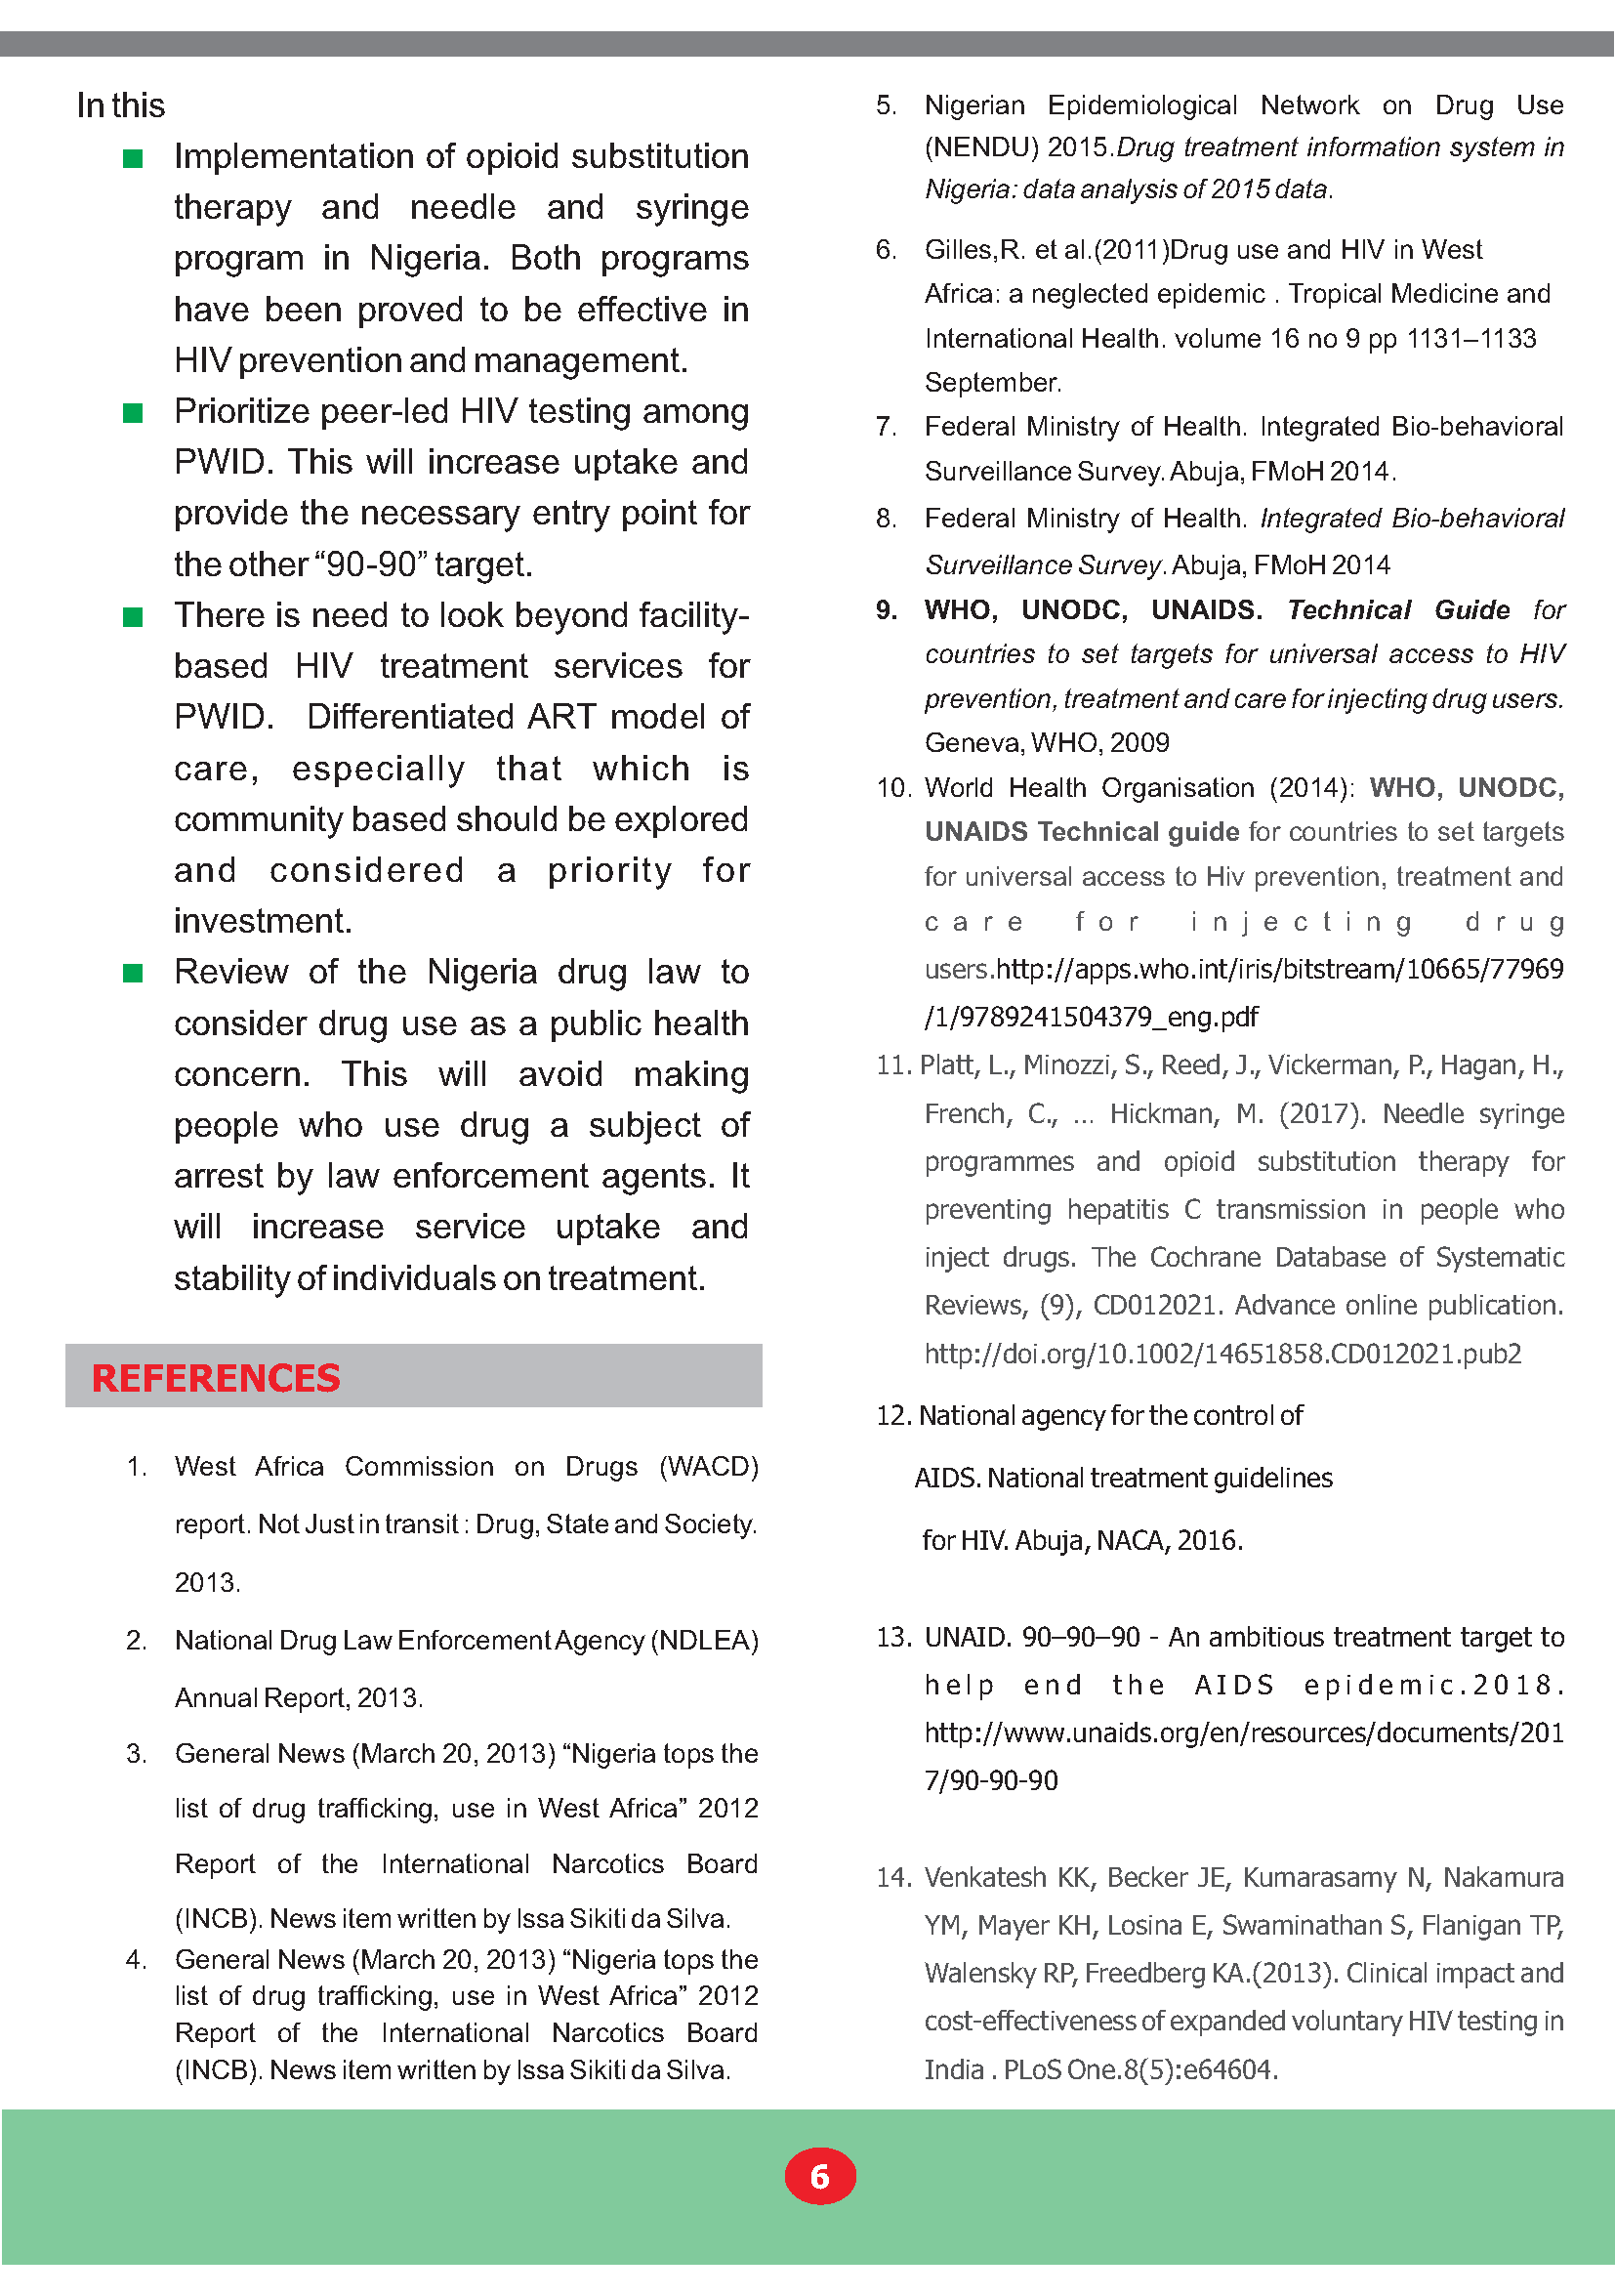 In this
■ Implementation of opioid substitution
therapy and needle and syringe
program in Nigeria. Both programs
have been proved to be effective in
HIV prevention and management.
■ Prioritize peer-led HIV testing among
PWID. This will increase uptake and
provide the necessary entry point for
the other “90-90” target.
■ There is need to look beyond facility-
based HIV treatment services for
PWID. Differentiated ART model of
care, especially that which is
community based should be explored
and considered a priority for
investment.
■ Review of the Nigeria drug law to
consider drug use as a public health
concern. This will avoid making
people who use drug a subject of
arrest by law enforcement agents. It
will increase service uptake and
stability of individuals on treatment.
REFERENCES
1. West Africa Commission on Drugs (WACD)
report. Not Just in transit : Drug, State and Society.
2013.
2. National Drug Law Enforcement Agency (NDLEA)
Annual Report, 2013.
3. General News (March 20, 2013) “Nigeria tops the
list of drug trafficking, use in West Africa” 2012
Report of the International Narcotics Board
(INCB). News item written by Issa Sikiti da Silva.
4. General News (March 20, 2013) “Nigeria tops the
list of drug trafficking, use in West Africa” 2012
Report of the International Narcotics Board
(INCB). News item written by Issa Sikiti da Silva.
5. Nigerian Epidemiological Network on Drug Use
(NENDU) 2015.Drug treatment information system in
Nigeria: data analysis of 2015 data.
6. Gilles,R. et al.(2011)Drug use and HIV in West
Africa: a neglected epidemic . Tropical Medicine and
International Health. volume 16 no 9 pp 1131–1133
September.
7. Federal Ministry of Health. Integrated Bio-behavioral
Surveillance Survey. Abuja, FMoH 2014.
8. Federal Ministry of Health. Integrated Bio-behavioral
Surveillance Survey. Abuja, FMoH 2014
9. WHO, UNODC, UNAIDS. Technical Guide for
countries to set targets for universal access to HIV
prevention, treatment and care for injecting drug users.
Geneva, WHO, 2009
10. World Health Organisation (2014): WHO, UNODC,
UNAIDS Technical guide for countries to set targets
for universal access to Hiv prevention, treatment and
care for injecting drug
users.http://apps.who.int/iris/bitstream/10665/77969
/1/9789241504379_eng.pdf
11. Platt, L., Minozzi, S., Reed, J., Vickerman, P., Hagan, H.,
French, C., ... Hickman, M. (2017). Needle syringe
programmes and opioid substitution therapy for
preventing hepatitis C transmission in people who
inject drugs. The Cochrane Database of Systematic
Reviews, (9), CD012021. Advance online publication.
http://doi.org/10.1002/14651858.CD012021.pub2
12. National agency for the control of
AIDS. National treatment guidelines
for HIV. Abuja, NACA, 2016.
13. UNAID. 90–90–90 - An ambitious treatment target to
help end the AIDS epidemic.2018.
http://www.unaids.org/en/resources/documents/201
7/90-90-90
14. Venkatesh KK, Becker JE, Kumarasamy N, Nakamura
YM, Mayer KH, Losina E, Swaminathan S, Flanigan TP,
Walensky RP, Freedberg KA.(2013). Clinical impact and
cost-effectiveness of expanded voluntary HIV testing in
India . PLoS One.8(5):e64604.
6